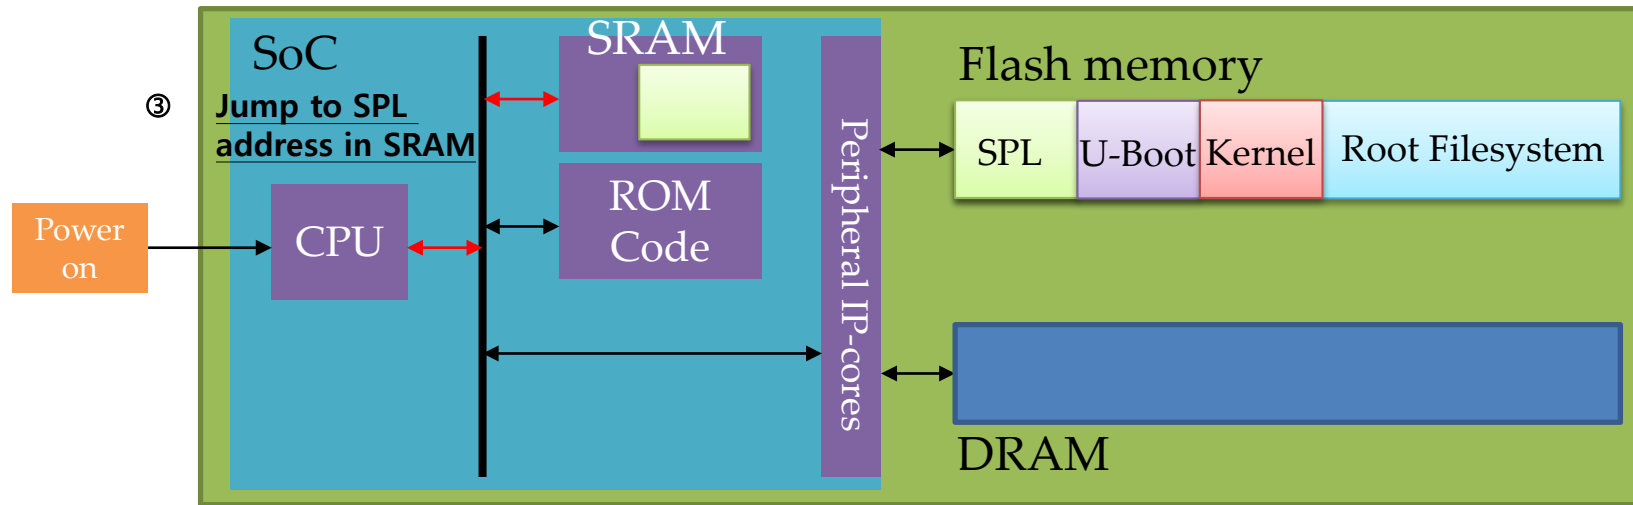 SoC
SRAM
③ Jump to SPL
address in SRAM
Flash memory
SPL
U-Boot
Kernel
Root Filesystem
Peripheral IP-cores
ROM
Code
Power
on
CPU
DRAM